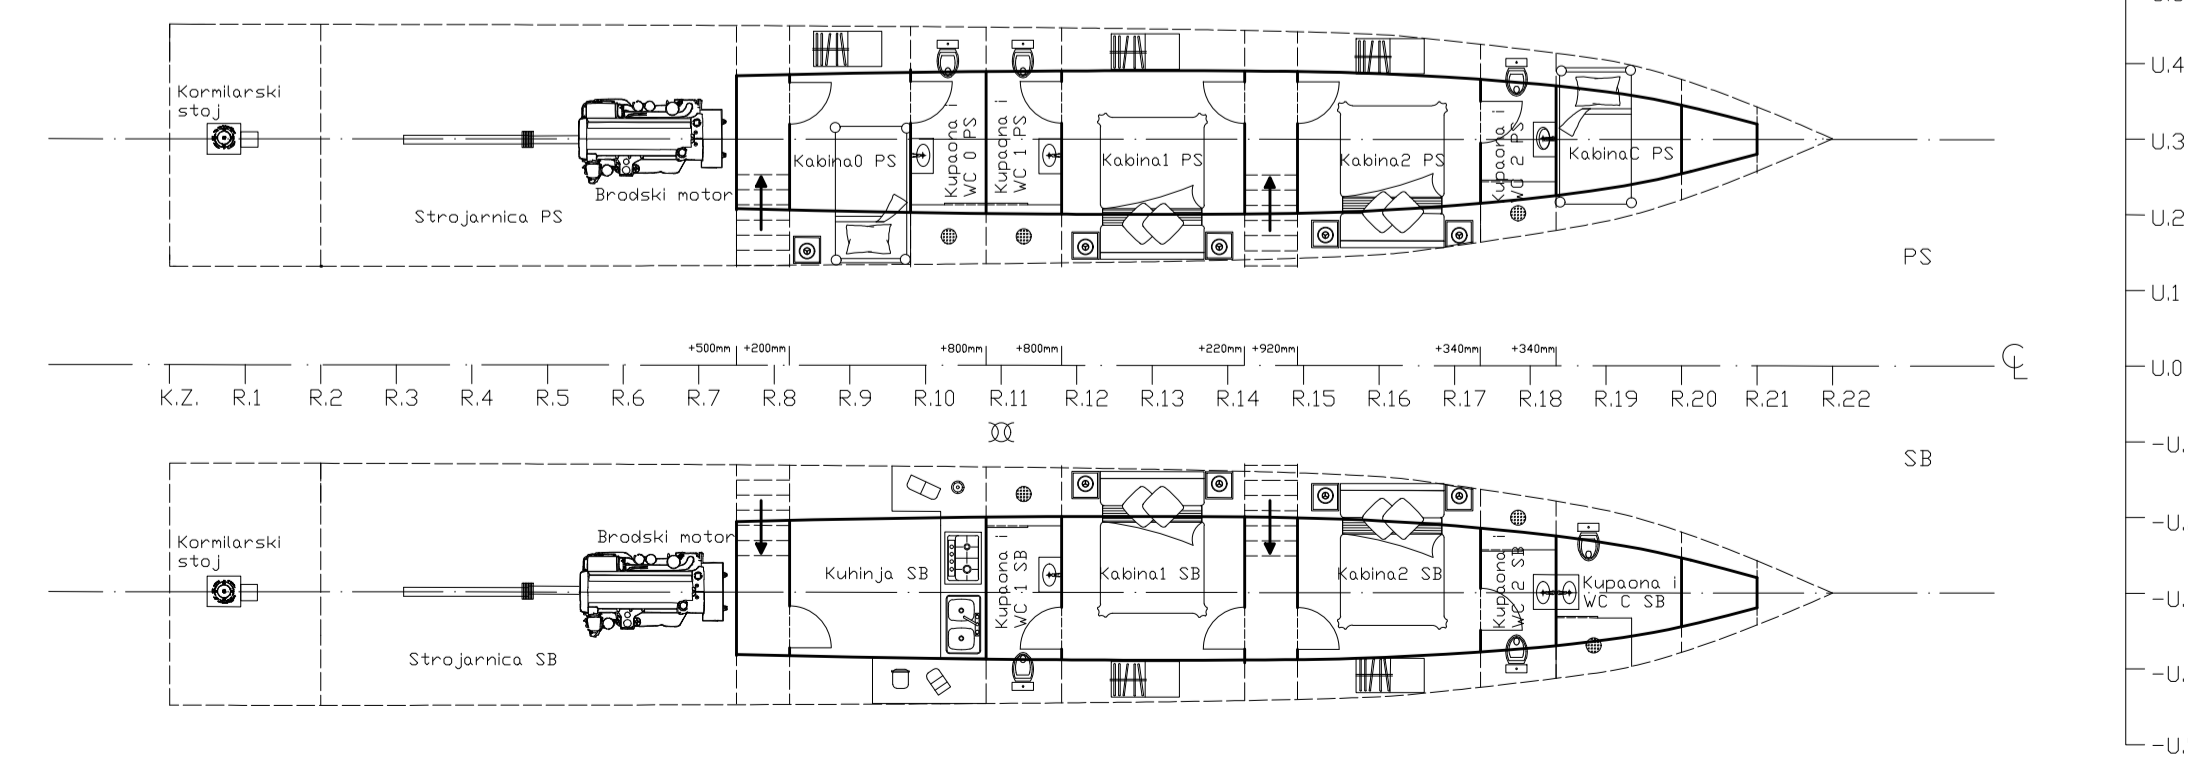 U.4
Kormilarski
stoj
Kupaona i
WC 0 PS
Kupaona i
WC 1 PS
Kupaona i
WC 2 PS
U.3
Kabina0 PS
Kabina1 PS
Kabina2 PS
KabinaC PS
Brodski motor
Strojarnica PS
U.2
PS
U.1
+500mm +200mm +800mm +800mm +220mm +920mm +340mm +340mm
U.0
K.Z. R.1 R.2 R.3 R.4 R.5 R.6 R.7 R.8 R.9 R.10 R.11 R.12 R.13 R.14 R.15 R.16 R.17 R.18 R.19 R.20 R.21 R.22
-U.
SB
-U.
Brodski motor
Kormilarski
stoj
Kuhinja SB
Kupaona i
WC 1 SB
Kabina1 SB
Kabina2 SB
Kupaona i
WC 2 SB
Kupaona i
WC C SB
-U.
Strojarnica SB
-U.
-U.